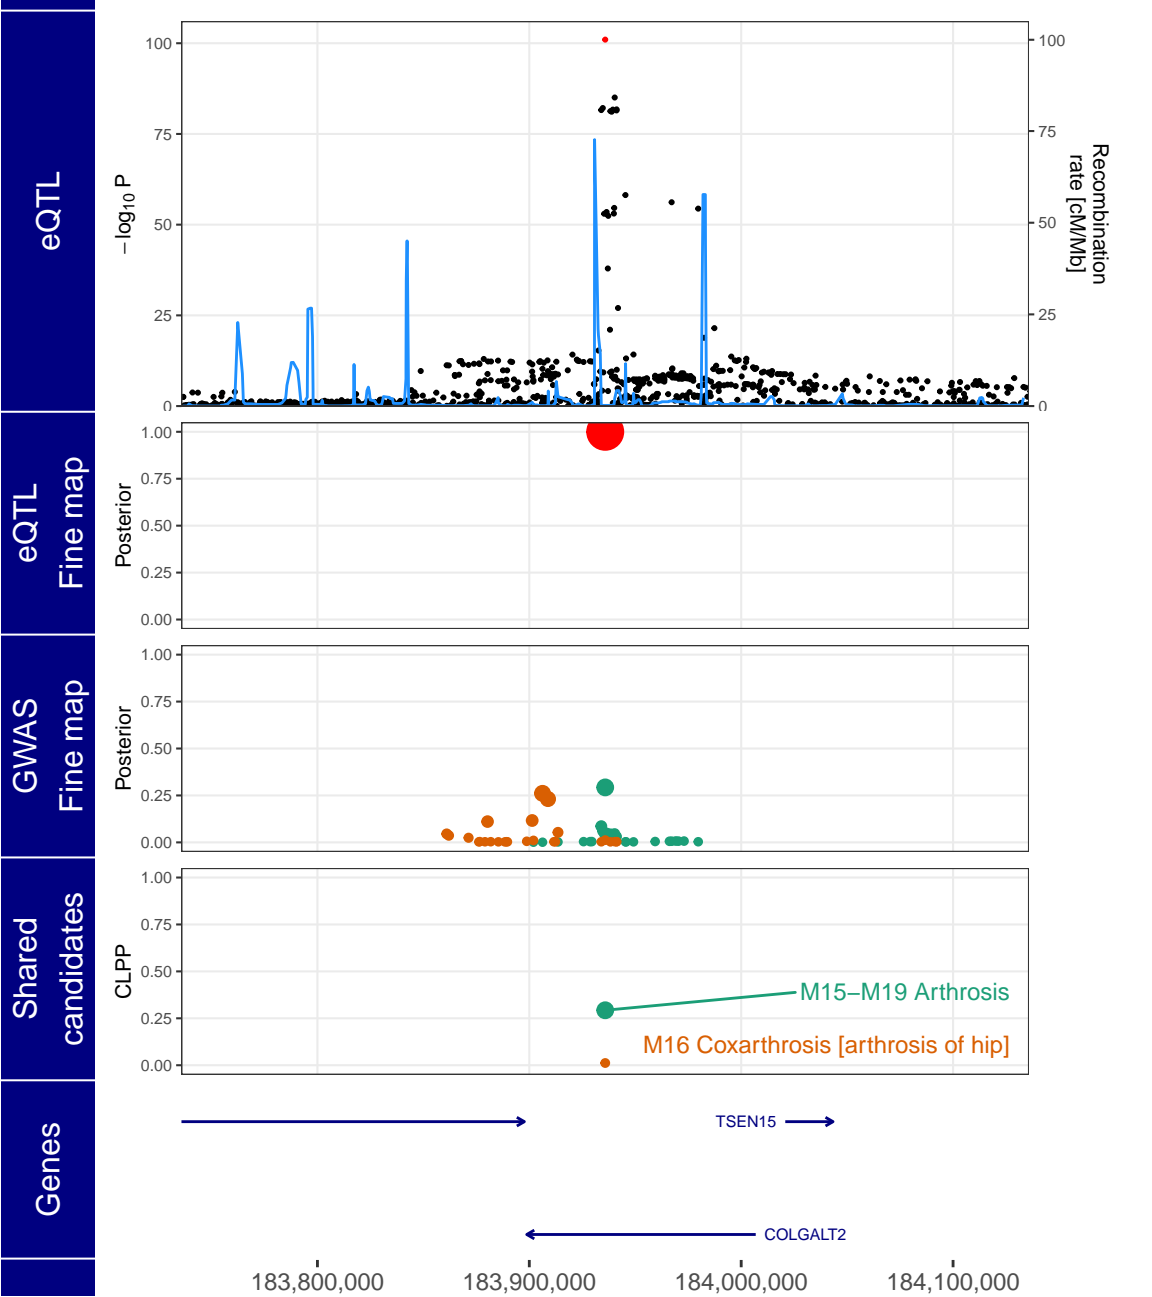 eQTL
− log10 P
100
75
50
25
0
100
75
50
25
0
Recombination
rate [cM/Mb]
eQTL
Fine map
Posterior
1.00
0.75
0.50
0.25
0.00
GWAS
Fine map
Posterior
1.00
0.75
0.50
0.25
0.00
Shared
candidates
CLPP
1.00
0.75
0.50
0.25
0.00
M15−M19 Arthrosis
M16 Coxarthrosis [arthrosis of hip]
Genes
TSEN15
COLGALT2
183,800,000
183,900,000
184,000,000
184,100,000